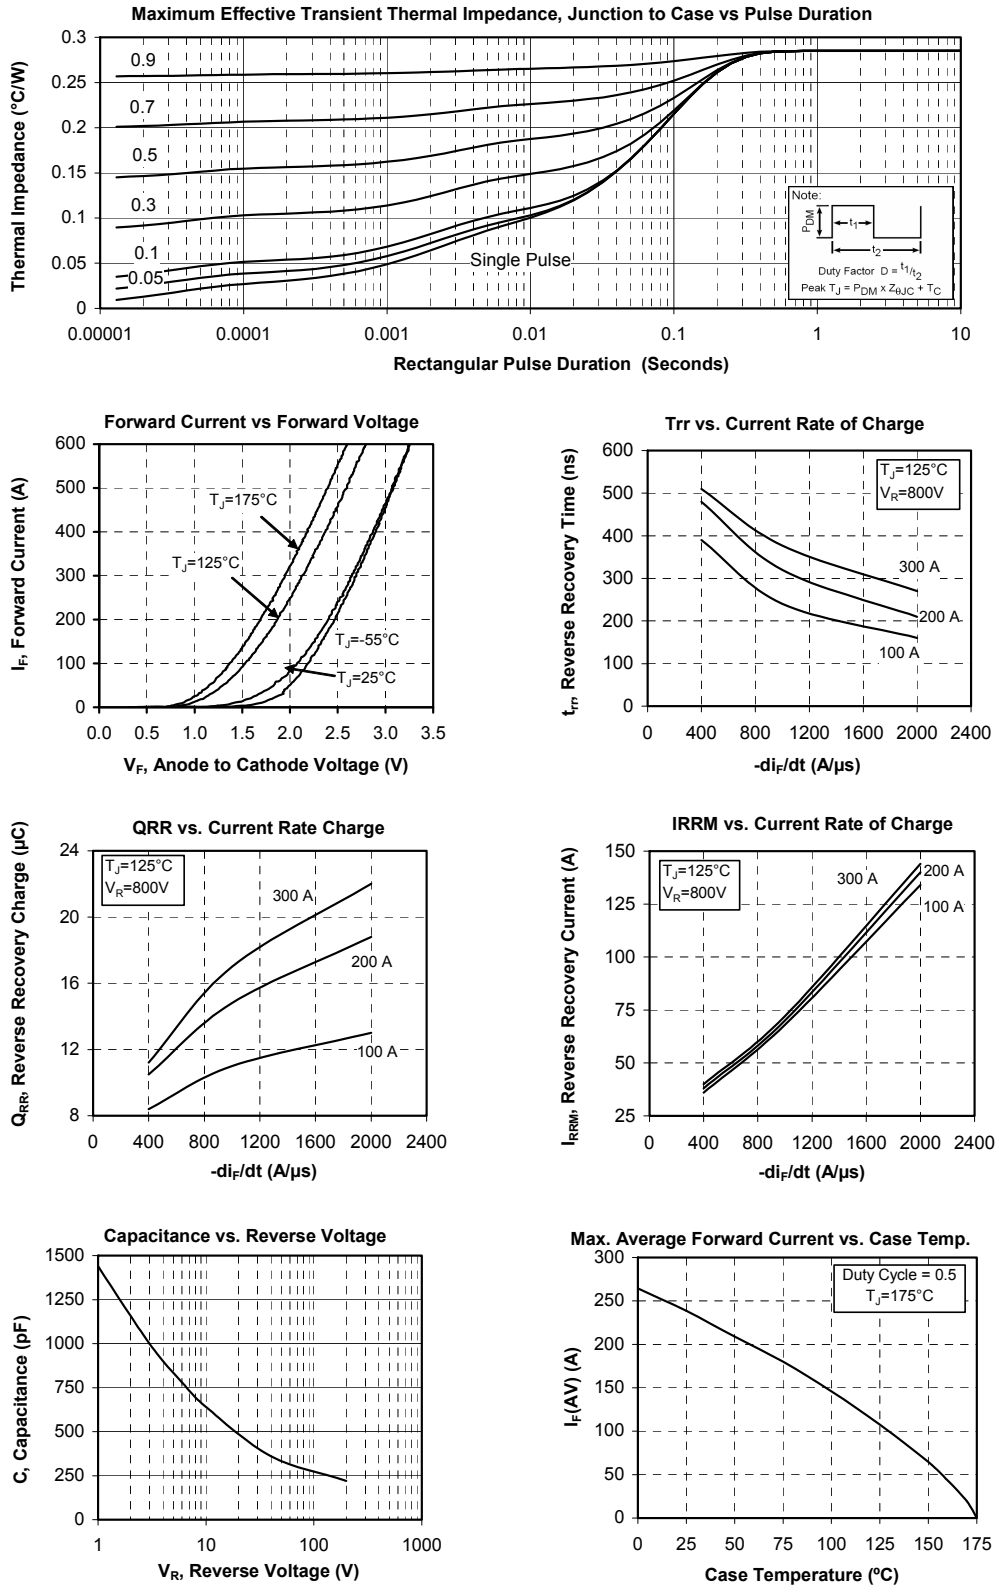 Maximum Effective Transient Thermal Impedance, Junction to Case vs Pulse Duration
Thermal Impedance (°C/W)
0.3
0.25
0.2
0.15
0.1
0.05
0
0.9
0.7
0.5
0.3
0.1
0.05
Single Pulse
Note:
PDM
t1
t2
Duty Factor D = t1/t2
Peak TJ = PDM x ZθJC + TC
0.00001 0.0001 0.001 0.01 0.1 1 10
Rectangular Pulse Duration (Seconds)
Forward Current vs Forward Voltage
IF, Forward Current (A)
600
500
400
300
200
100
0
TJ=175°C
TJ=125°C
TJ=-55°C
TJ=25°C
0.0 0.5 1.0 1.5 2.0 2.5 3.0 3.5
VF, Anode to Cathode Voltage (V)
Trr vs. Current Rate of Charge
trr, Reverse Recovery Time (ns)
600
500
400
300
200
100
0
TJ=125°C
VR=800V
300 A
200 A
100 A
0 400 800 1200 1600 2000 2400
-diF/dt (A/µs)
QRR vs. Current Rate Charge
QRR, Reverse Recovery Charge (µC)
24
20
16
12
8
TJ=125°C
VR=800V
300 A
200 A
100 A
0 400 800 1200 1600 2000 2400
-diF/dt (A/µs)
IRRM vs. Current Rate of Charge
IRRM, Reverse Recovery Current (A)
150
125
100
75
50
25
TJ=125°C
VR=800V
300 A
200 A
100 A
0 400 800 1200 1600 2000 2400
-diF/dt (A/µs)
Capacitance vs. Reverse Voltage
C, Capacitance (pF)
1500
1250
1000
750
500
250
0
1 10 100 1000
VR, Reverse Voltage (V)
Max. Average Forward Current vs. Case Temp.
IF(AV) (A)
300
250
200
150
100
50
0
Duty Cycle = 0.5
TJ=175°C
0 25 50 75 100 125 150 175
Case Temperature (ºC)